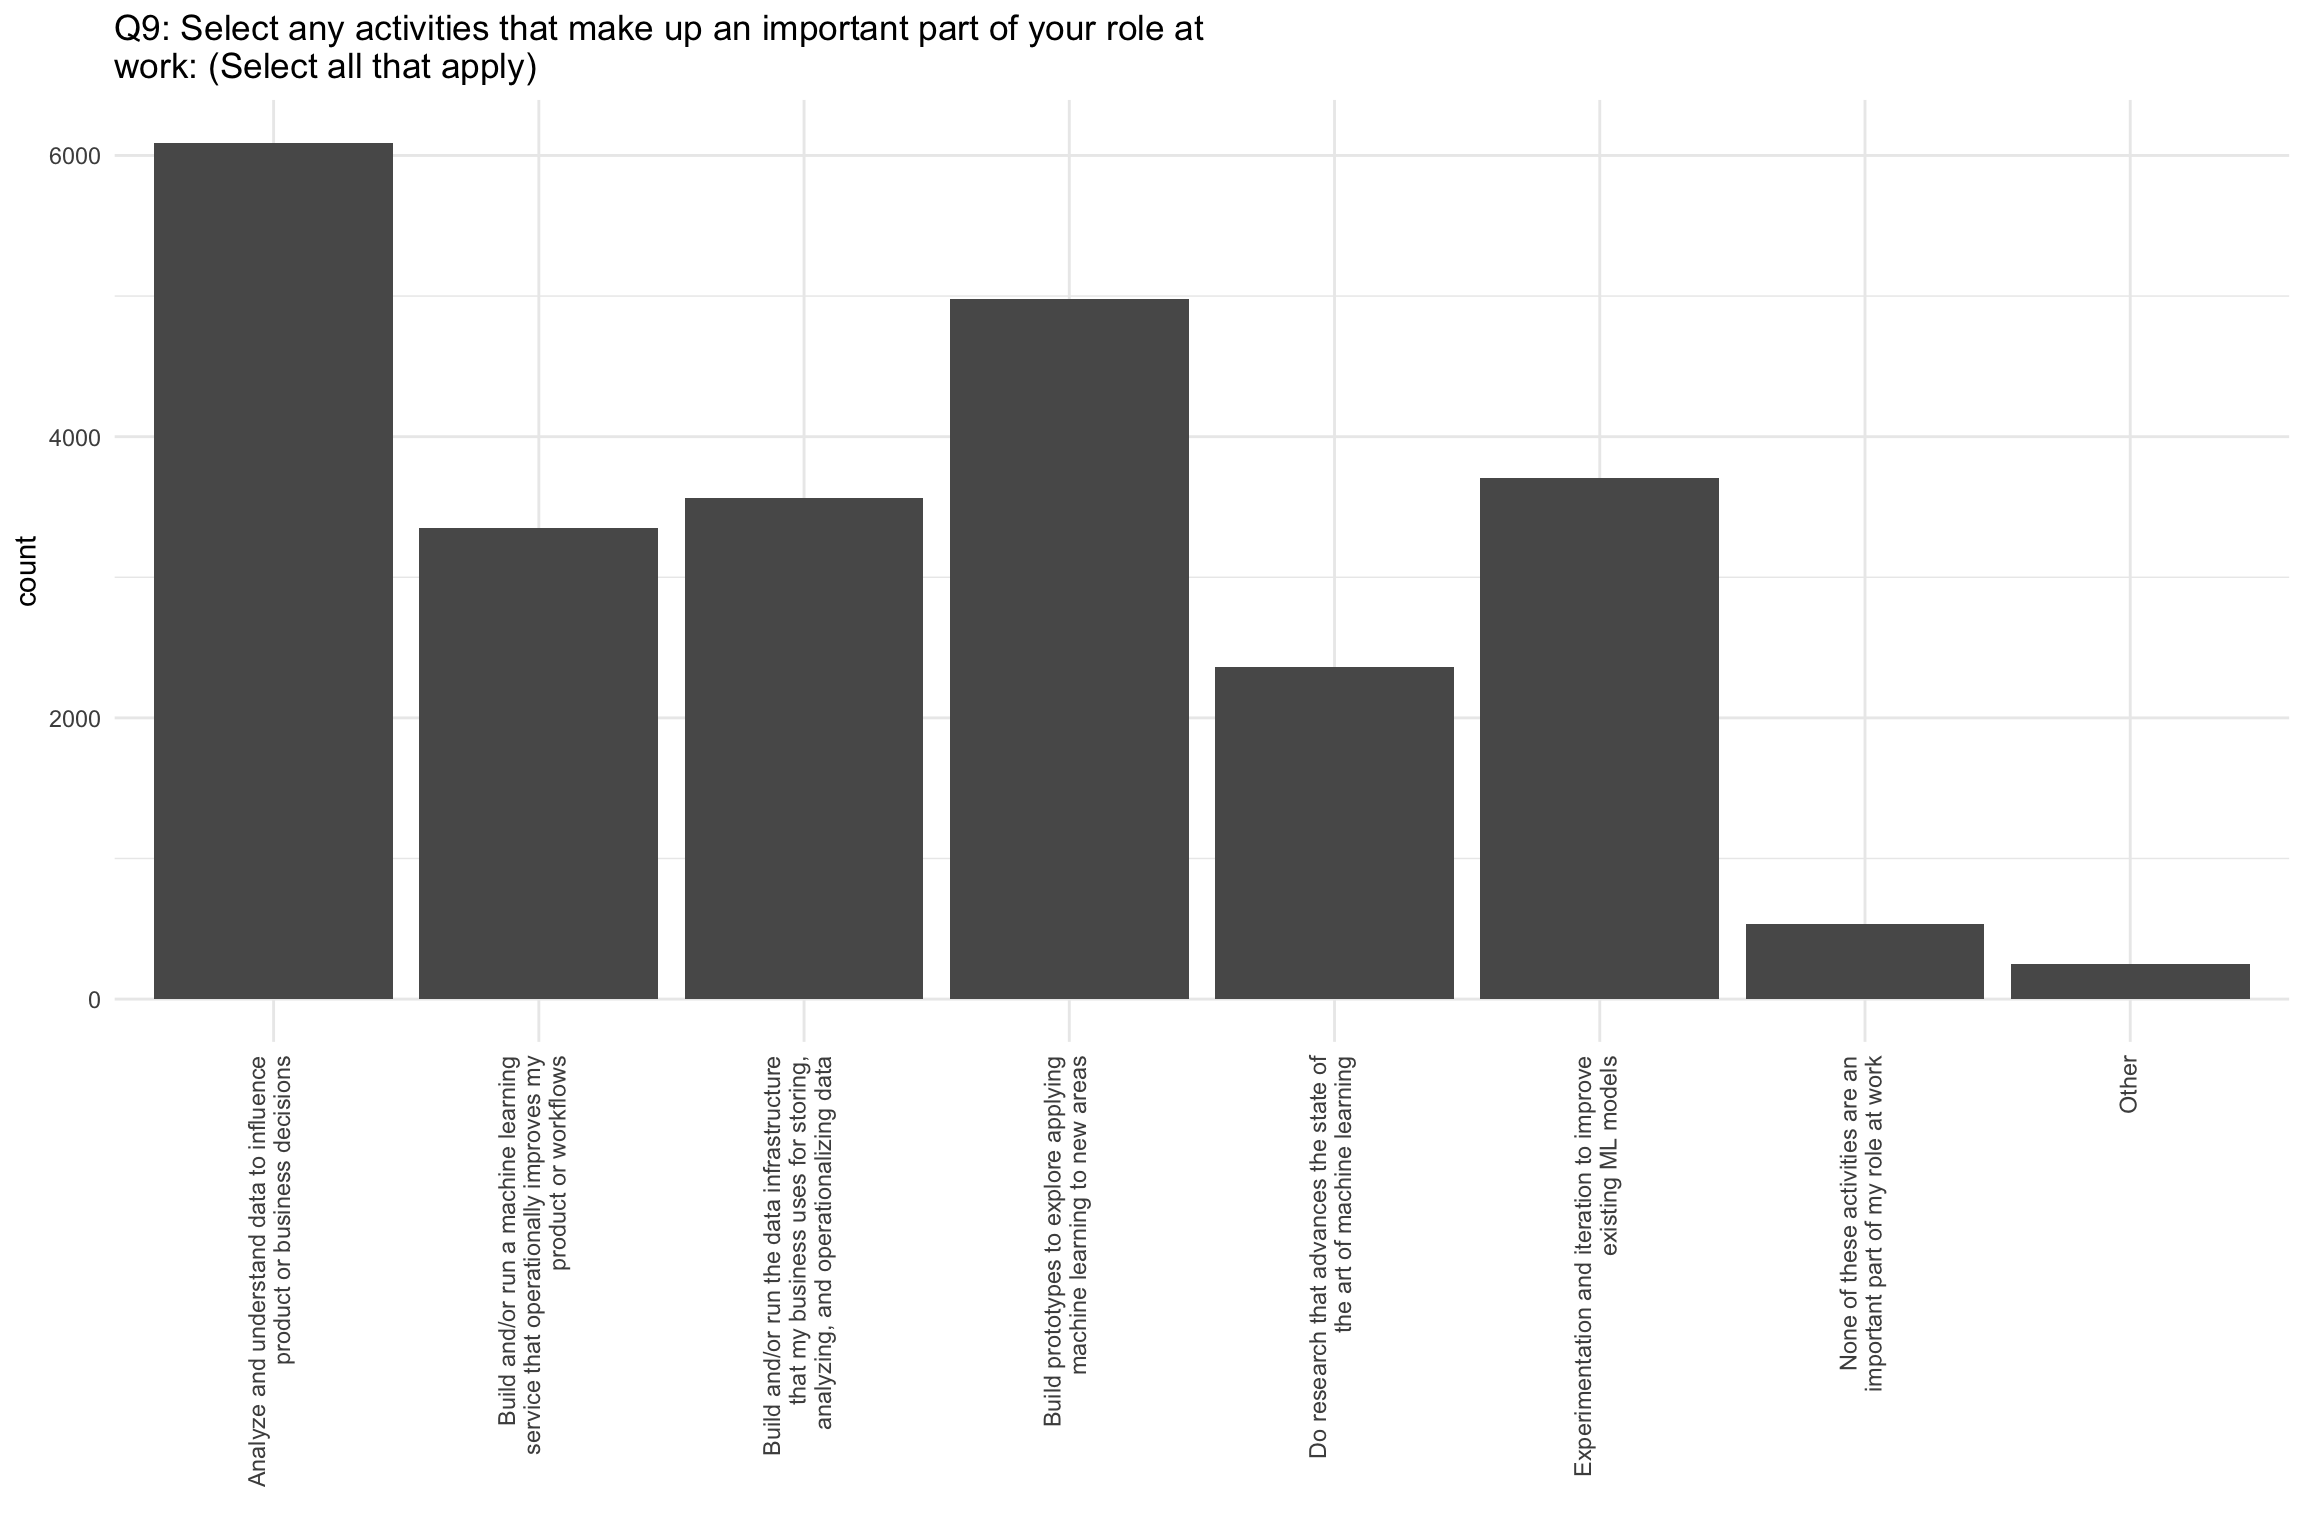 Q9: Select any activities that make up an important part of your role at
work: (Select all that apply)
count
6000
4000
2000
0
Analyze and understand data to influence
product or business decisions
Build and/or run a machine learning
service that operationally improves my
product or workflows
Build and/or run the data infrastructure
that my business uses for storing,
analyzing, and operationalizing data
Build prototypes to explore applying
machine learning to new areas
Do research that advances the state of
the art of machine learning
Experimentation and iteration to improve
existing ML models
None of these activities are an
important part of my role at work
Other